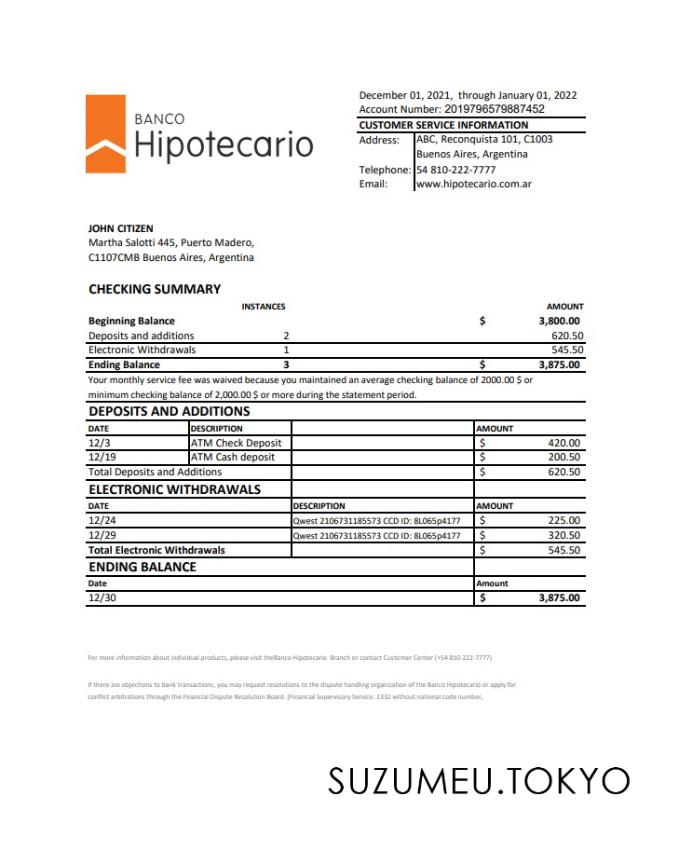 BANCO
Hipotecario
December 01, 2021, through January 01, 2022
Account Number: 2019796579887452
CUSTOMER SERVICE INFORMATION
Address: ABC, Reconquista 101, C1003
Buenos Aires, Argentina
Telephone: 54 810-222-7777
Email: www.hipotecario.com.ar
JOHN CITIZEN
Martha Salotti 445, Puerto Madero,
C1107CMB Buenos Aires, Argentina
CHECKING SUMMARY
INSTANCES AMOUNT
Beginning Balance $ 3,800.00
Deposits and additions 2 620.50
Electronic Withdrawals 1 545.50
Ending Balance 3 $ 3,875.00
Your monthly service fee was waived because you maintained an average checking balance of 2000.00 $ or
minimum checking balance of 2,000.00 $ or more during the statement period.
DEPOSITS AND ADDITIONS
DATE DESCRIPTION AMOUNT
12/3 ATM Check Deposit $ 420.00
12/19 ATM Cash deposit $ 200.50
Total Deposits and Additions $ 620.50
ELECTRONIC WITHDRAWALS
DATE DESCRIPTION AMOUNT
12/24 Qwest 2106731185573 CCD ID: 8L065p4177 $ 225.00
12/29 Qwest 2106731185573 CCD ID: 8L065p4177 $ 320.50
Total Electronic Withdrawals $ 545.50
ENDING BALANCE
Date Amount
12/30 $ 3,875.00
For more information about individual products, please visit theBanco Hipotecario Branch or contact Customer Center (+54 810-222-7777)
If there are objections to bank transactions, you may request resolutions to the dispute handling organization of the Banco Hipotecario or apply for
conflict arbitrations through the Financial Dispute Resolution Board. (Financial Supervisory Service: 1332 without national code number,
SUZUMEU.TOKYO